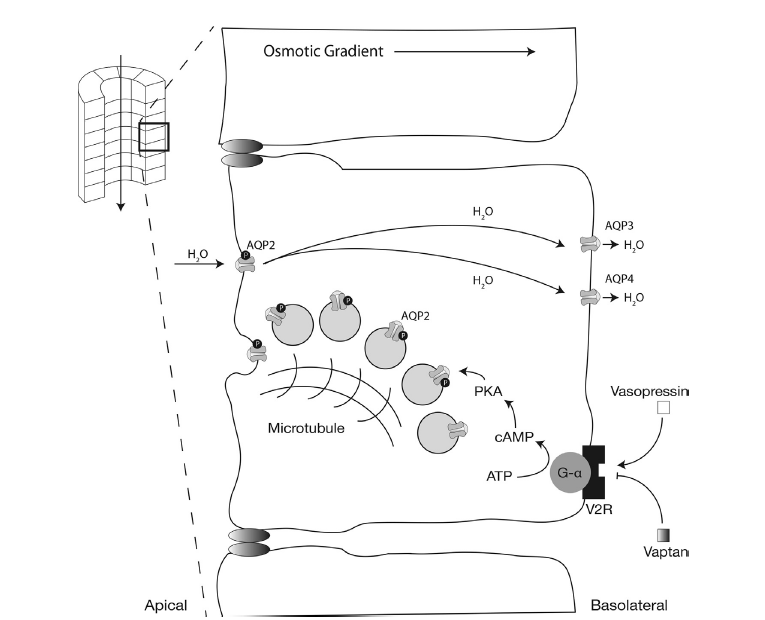 Osmotic Gradient
H₂O
AQP3
AQP2
P
H₂O
H₂O
AQP4
H₂O
H₂O
P
P
AQP2
P
P
P
PKA
Vasopressin
Microtubule
cAMP
ATP
G-α
V2R
Vaptan
Apical
Basolateral